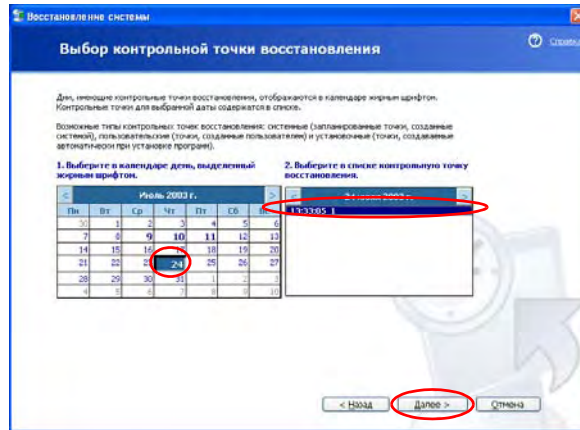 Восстановление системы
Выбор контрольной точки восстановления
Справка
Дни, имеющие контрольные точки восстановления, отображаются в календаре жирным шрифтом.
Контрольные точки для выбранной даты содержатся в списке.
Возможные типы контрольных точек восстановления: системные (запланированные точки, созданные
системой), пользовательские (точки, созданные пользователем) и установочные (точки, создаваемые
автоматически при установке программ).
1. Выберите в календаре день, выделенный
жирным шрифтом.
2. Выберите в списке контрольную точку
восстановления.
< Июль 2003 г. >
< 24 июля 2003 г.
Пн Вт Ср Чт Пт Сб
13:33:05 1
30 1 2 3 4 5 6
7 8 9 10 11 12 13
14 15 16 17 18 19 20
21 22 23 24 25 26 27
28 29 30 31 1 2 3
4 5 6 7 8 9 10
< Назад
Далее >
Отмена